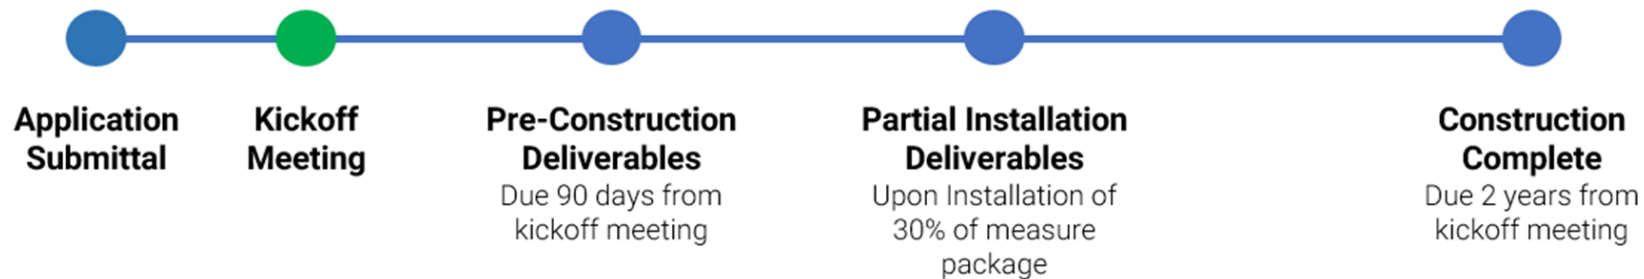 Application
Submittal
Kickoff
Meeting
Pre-Construction
Deliverables
Due 90 days from
kickoff meeting
Partial Installation
Deliverables
Upon Installation of
30% of measure
package
Construction
Complete
Due 2 years from
kickoff meeting